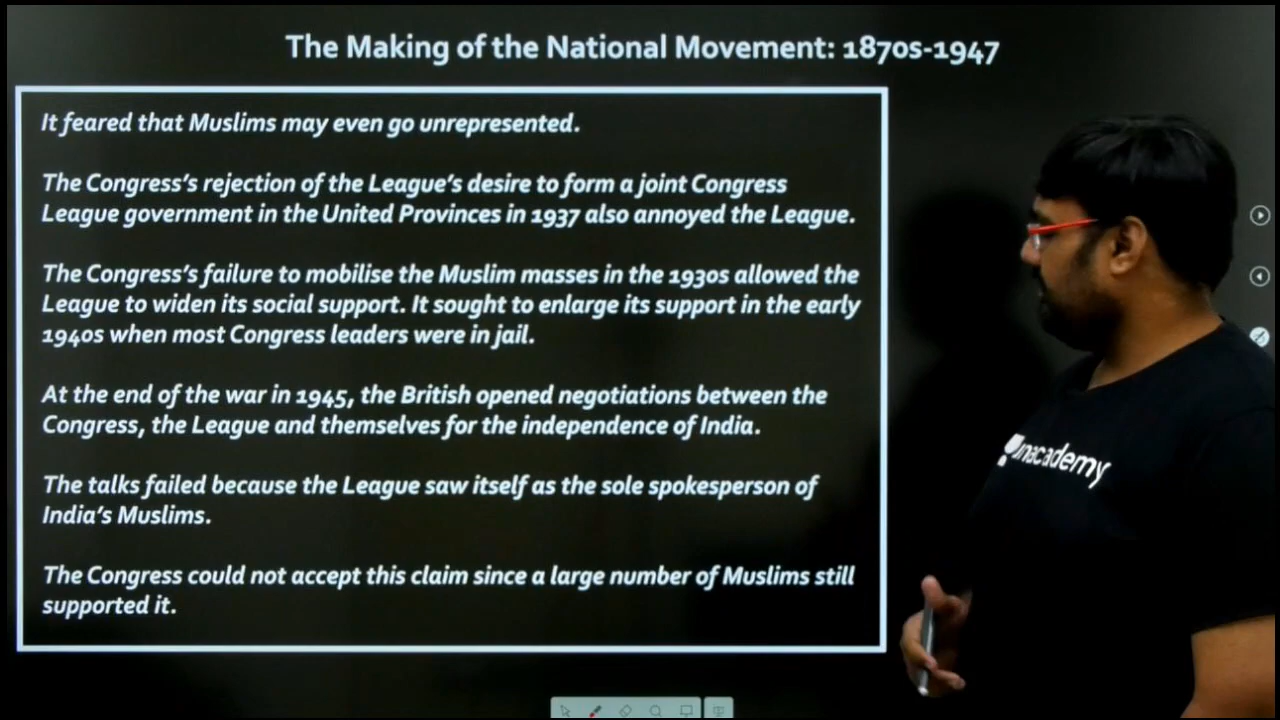 The Making of the National Movement: 1870s-1947
It feared that Muslims may even go unrepresented.
The Congress's rejection of the League's desire to form a joint Congress
League government in the United Provinces in 1937 also annoyed the League.
The Congress's failure to mobilise the Muslim masses in the 1930s allowed the
League to widen its social support. It sought to enlarge its support in the early
1940s when most Congress leaders were in jail.
At the end of the war in 1945, the British opened negotiations between the
Congress, the League and themselves for the independence of India.
The talks failed because the League saw itself as the sole spokesperson of
India's Muslims.
The Congress could not accept this claim since a large number of Muslims still
supported it.
unacademy